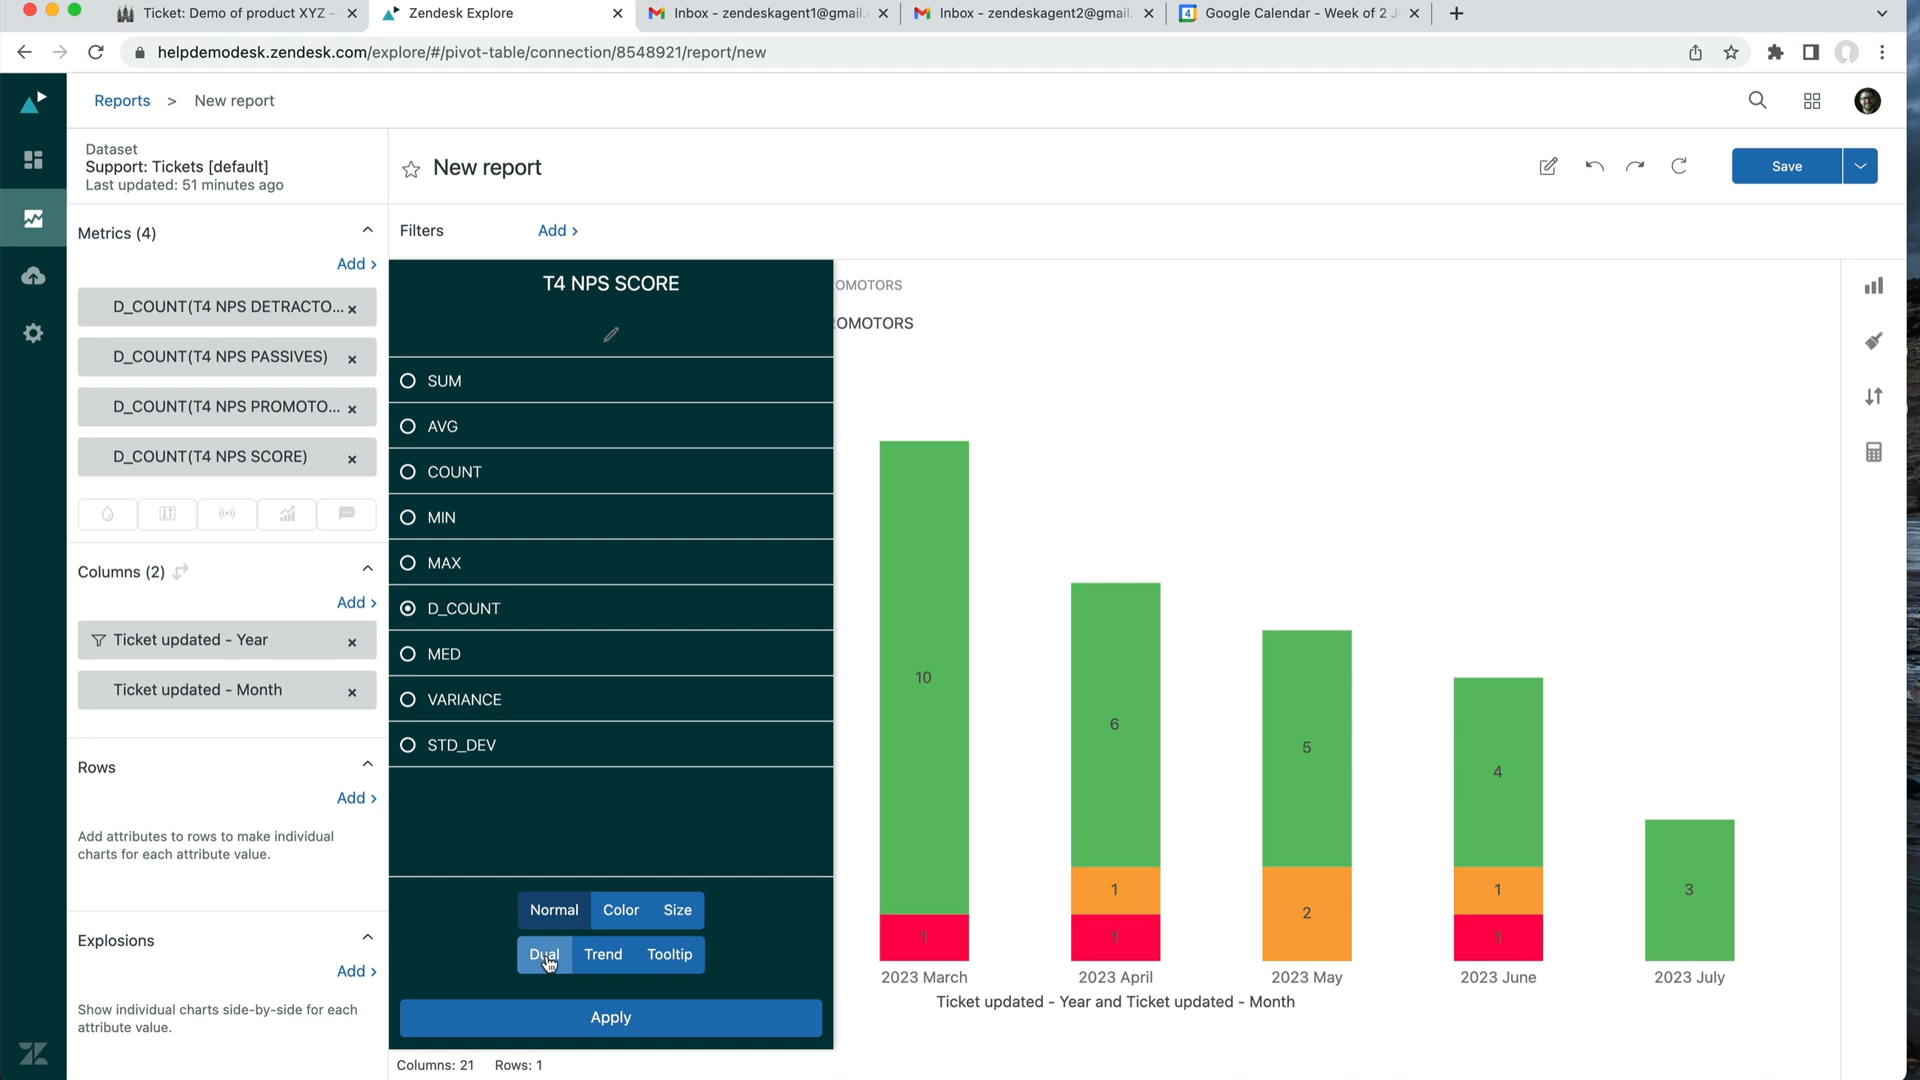 Ticket: Demo of product XYZ –
Zendesk Explore
Inbox - zendeskagent1@gmail.
Inbox - zendeskagent2@gmail.
4
Google Calendar - Week of 2 J
helpdemodesk.zendesk.com/explore/#/pivot-table/connection/8548921/report/new
Reports > New report
Dataset
Support: Tickets [default]
Last updated: 51 minutes ago
New report
Save
Metrics (4)
Add >
D_COUNT(T4 NPS DETRACTO...
D_COUNT(T4 NPS PASSIVES)
D_COUNT(T4 NPS PROMOTO...
D_COUNT(T4 NPS SCORE)
Columns (2)
Add >
Ticket updated - Year
Ticket updated - Month
Rows
Add >
Add attributes to rows to make individual
charts for each attribute value.
Explosions
Add >
Show individual charts side-by-side for each
attribute value.
Filters
Add >
T4 NPS SCORE
SUM
AVG
COUNT
MIN
MAX
D_COUNT
MED
VARIANCE
STD_DEV
Normal Color Size
Dual Trend Tooltip
Apply
Columns: 21 Rows: 1
OMOTORS
OMOTORS
10
6
5
4
3
1
2
1
1
1
1
2023 March 2023 April 2023 May 2023 June 2023 July
Ticket updated - Year and Ticket updated - Month